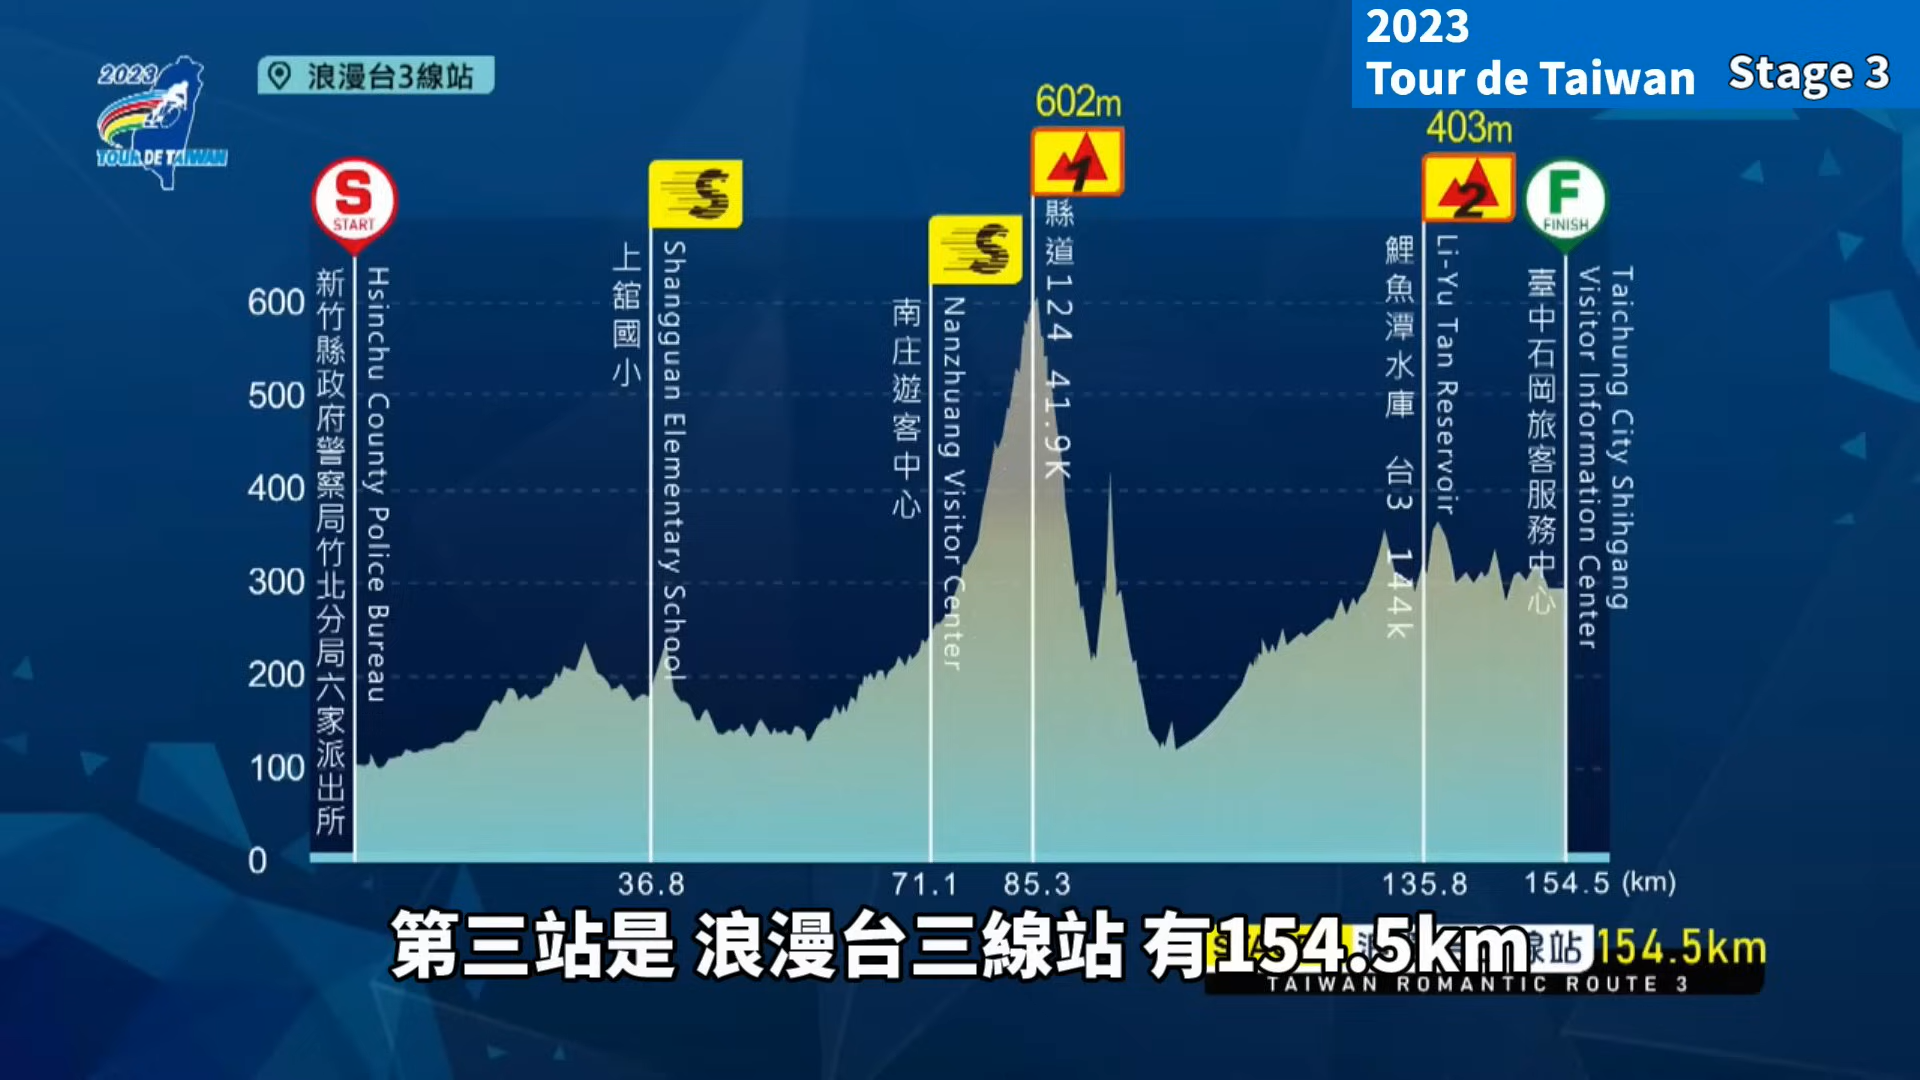 2023
Tour de Taiwan
Stage 3
2023
TOUR DE TAIWAN
浪漫台3線站
602m
403m
S
START
S
S
1
2
F
FINISH
新竹縣政府警察局竹北分局六家派出所
Hsinchu County Police Bureau
上舘國小
Shangguan Elementary School
南庄遊客中心
Nanzhuang Visitor Center
縣道124 41.9K
鯉魚潭水庫 台3 144k
Li-Yu Tan Reservoir
臺中石岡旅客服務中心
Taichung City Shihgang
Visitor Information Center
600
500
400
300
200
100
0
36.8
71.1
85.3
135.8
154.5 (km)
第三站是 浪漫台三線站 有154.5km
線站
154.5km
TAIWAN ROMANTIC ROUTE 3